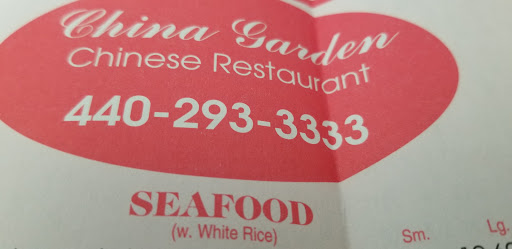 China Garden
Chinese Restaurant
440-293-3333
SEAFOOD
(w. White Rice)
Sm. Lg.